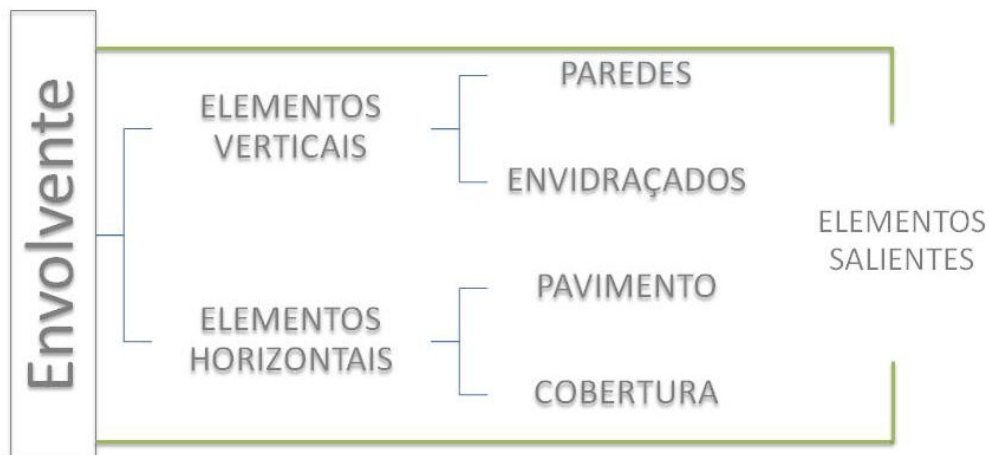 Envolvente
ELEMENTOS
VERTICAIS
PAREDES
ENVIDRAÇADOS
ELEMENTOS
HORIZONTAIS
PAVIMENTO
COBERTURA
ELEMENTOS
SALIENTES